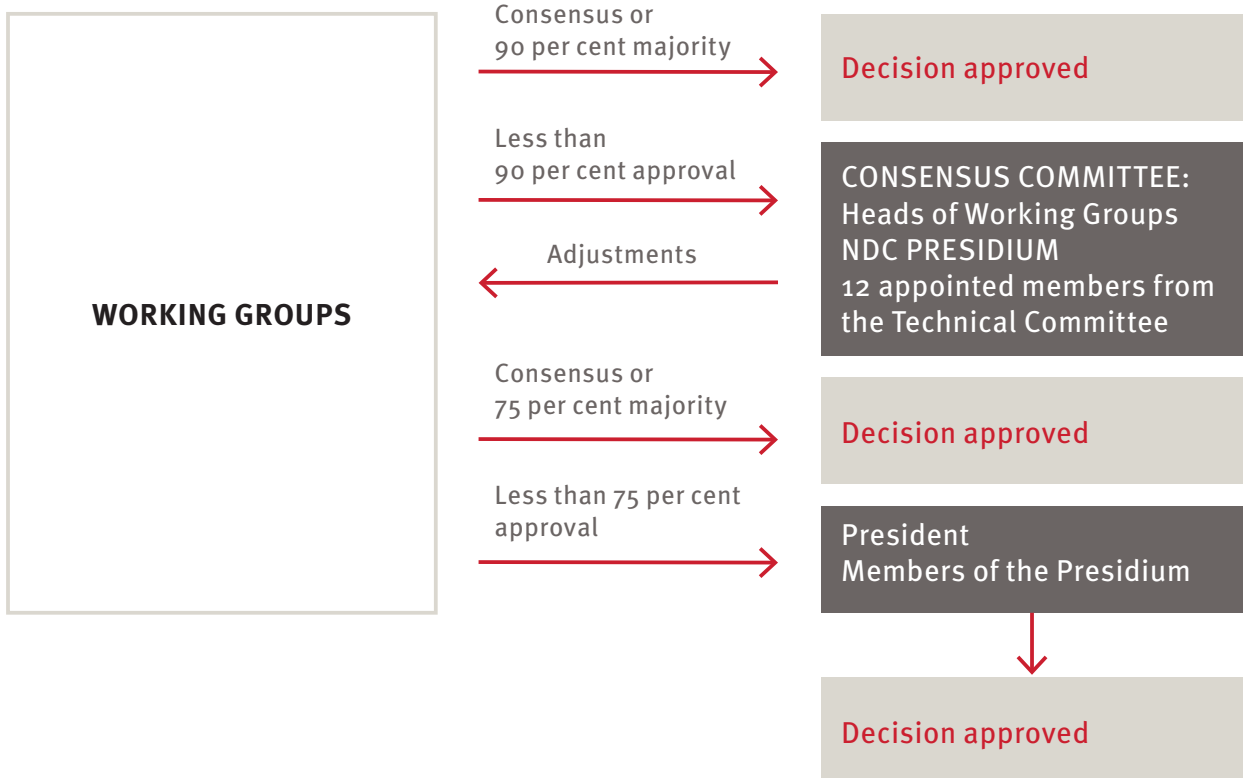 Consensus or
90 per cent majority
Decision approved
Less than
90 per cent approval
CONSENSUS COMMITTEE:
Heads of Working Groups
NDC PRESIDIUM
12 appointed members from
the Technical Committee
Adjustments
WORKING GROUPS
Consensus or
75 per cent majority
Decision approved
Less than 75 per cent
approval
President
Members of the Presidium
Decision approved